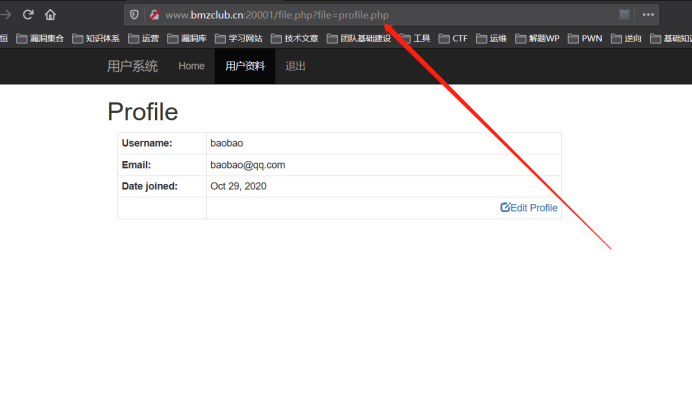 www.bmzclub.cn:20001/file.php?file=profile.php
恒 漏洞集合 知识体系 运营 漏洞库 学习网站 技术文章 团队基础建设 工具 CTF 运维 解题WP PWN 逆向 基础知识
用户系统 Home 用户资料 退出
Profile
Username: baobao
Email: baobao@qq.com
Date joined: Oct 29, 2020
Edit Profile